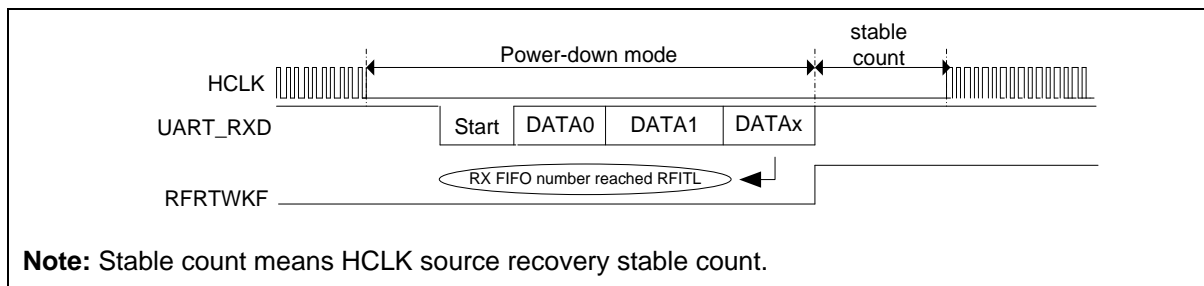 stable
count
Power-down mode
HCLK
UART_RXD
Start DATA0 DATA1 DATAx
RX FIFO number reached RFITL
RFRTWKF
Note: Stable count means HCLK source recovery stable count.